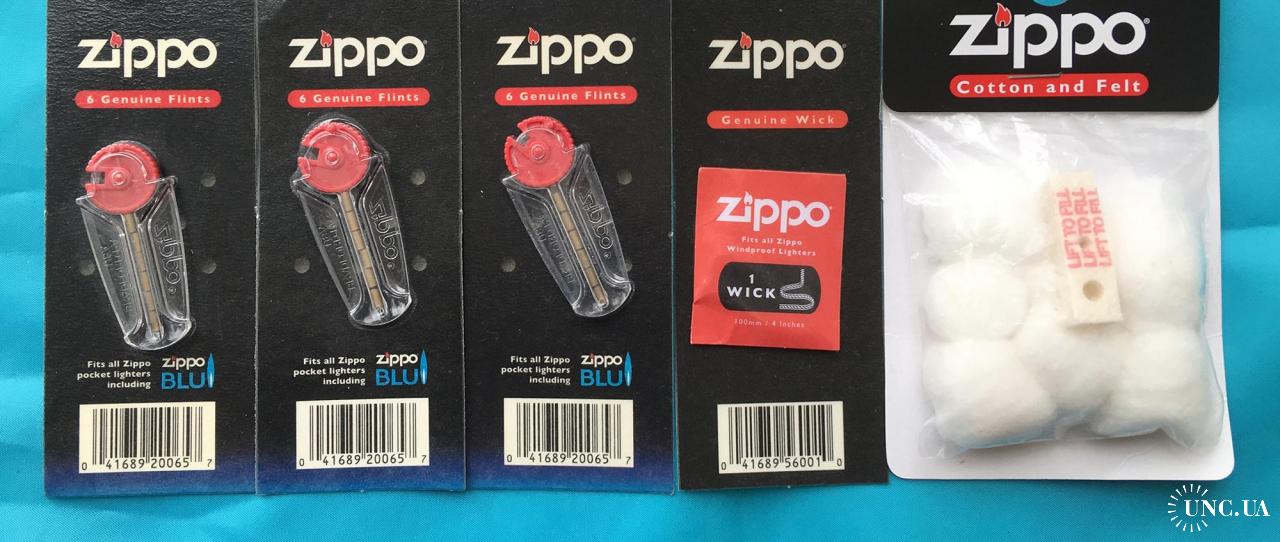 zippo
6 Genuine Flints
zippo
Fits all Zippo
pocket lighters
including
zippo
BLU
0 41689 20065 7
zippo
6 Genuine Flints
zippo
Fits all Zippo
pocket lighters
including
zippo
BLU
0 41689 20065 7
zippo
6 Genuine Flints
zippo
Fits all Zippo
pocket lighters
including
zippo
BLU
0 41689 20065 7
zippo
Genuine Wick
zippo
Fits all Zippo
Windproof Lighters
1
WICK
100mm / 4 Inches
0 41689 56001 0
zippo
Cotton and Felt
LIFT TO FILL
LIFT TO FILL
LIFT TO FILL
UNC.UA